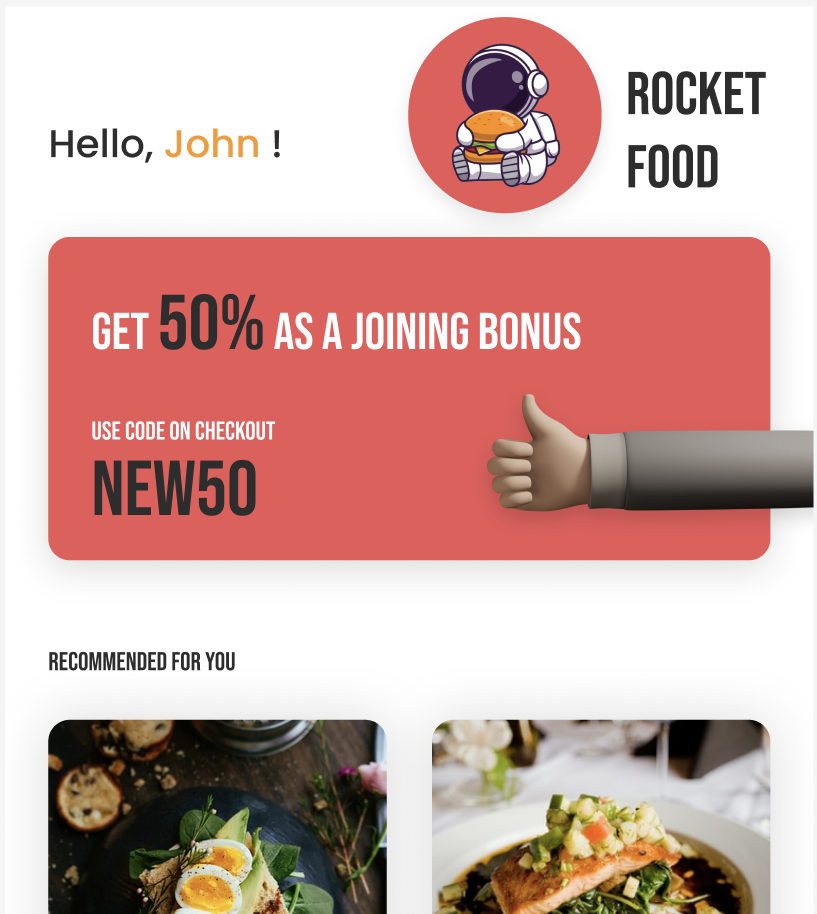 Hello, John !
ROCKET
FOOD
GET 50% AS A JOINING BONUS
USE CODE ON CHECKOUT
NEW50
RECOMMENDED FOR YOU